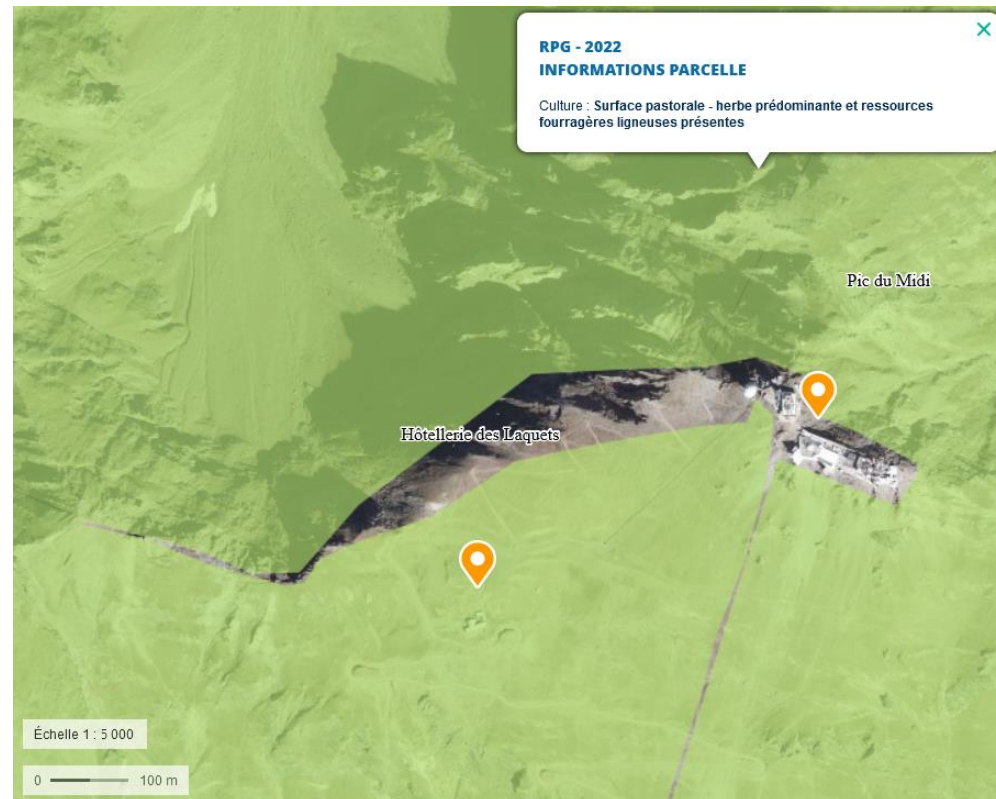 RPG - 2022
INFORMATIONS PARCELLE
Culture : Surface pastorale - herbe prédominante et ressources
fourragères ligneuses présentes
Pic du Midi
Hôtellerie des Laquets
Échelle 1 : 5 000
0 100 m